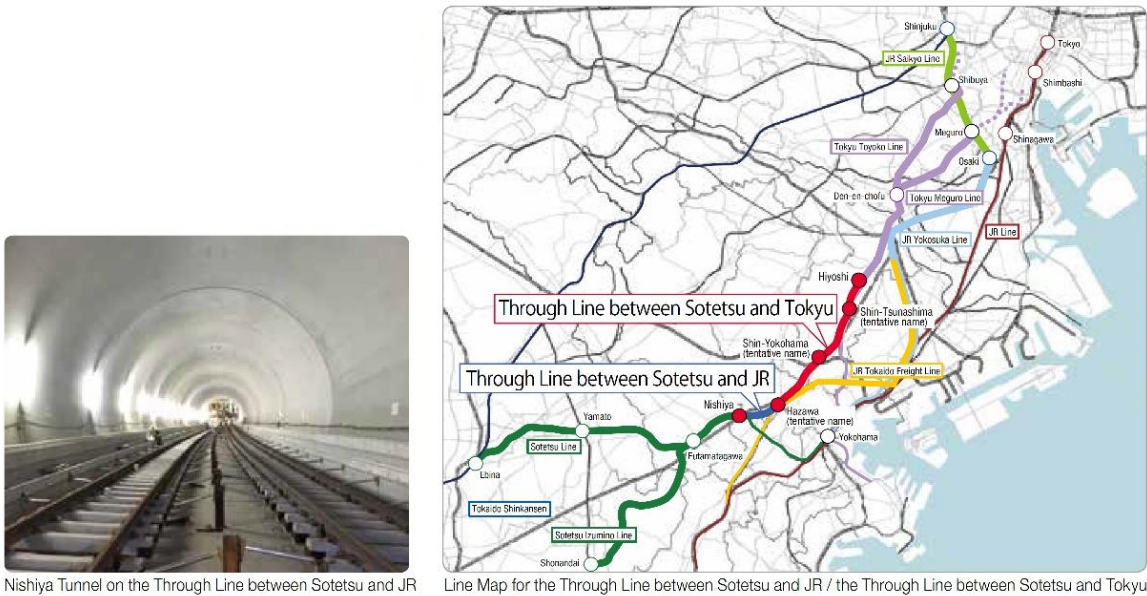 Shinjuku
Tokyo
JR Saikyo Line
Shibuya
Shimbashi
Meguro
Shinagawa
Tokyu Toyoko Line
Osaki
Den-en-chofu
Tokyu Meguro Line
JR Yokosuka Line
JR Line
Hiyoshi
Through Line between Sotetsu and Tokyu
Shin-Tsunashima
(tentative name)
Shin-Yokohama
(tentative name)
Through Line between Sotetsu and JR
JR Tokaido Freight Line
Nishiya
Hazawa
(tentative name)
Yamato
Yokohama
Sotetsu Line
Futamatagawa
Ebina
Tokaido Shinkansen
Sotetsu Izumino Line
Shonandai
Nishiya Tunnel on the Through Line between Sotetsu and JR
Line Map for the Through Line between Sotetsu and JR / the Through Line between Sotetsu and Tokyu